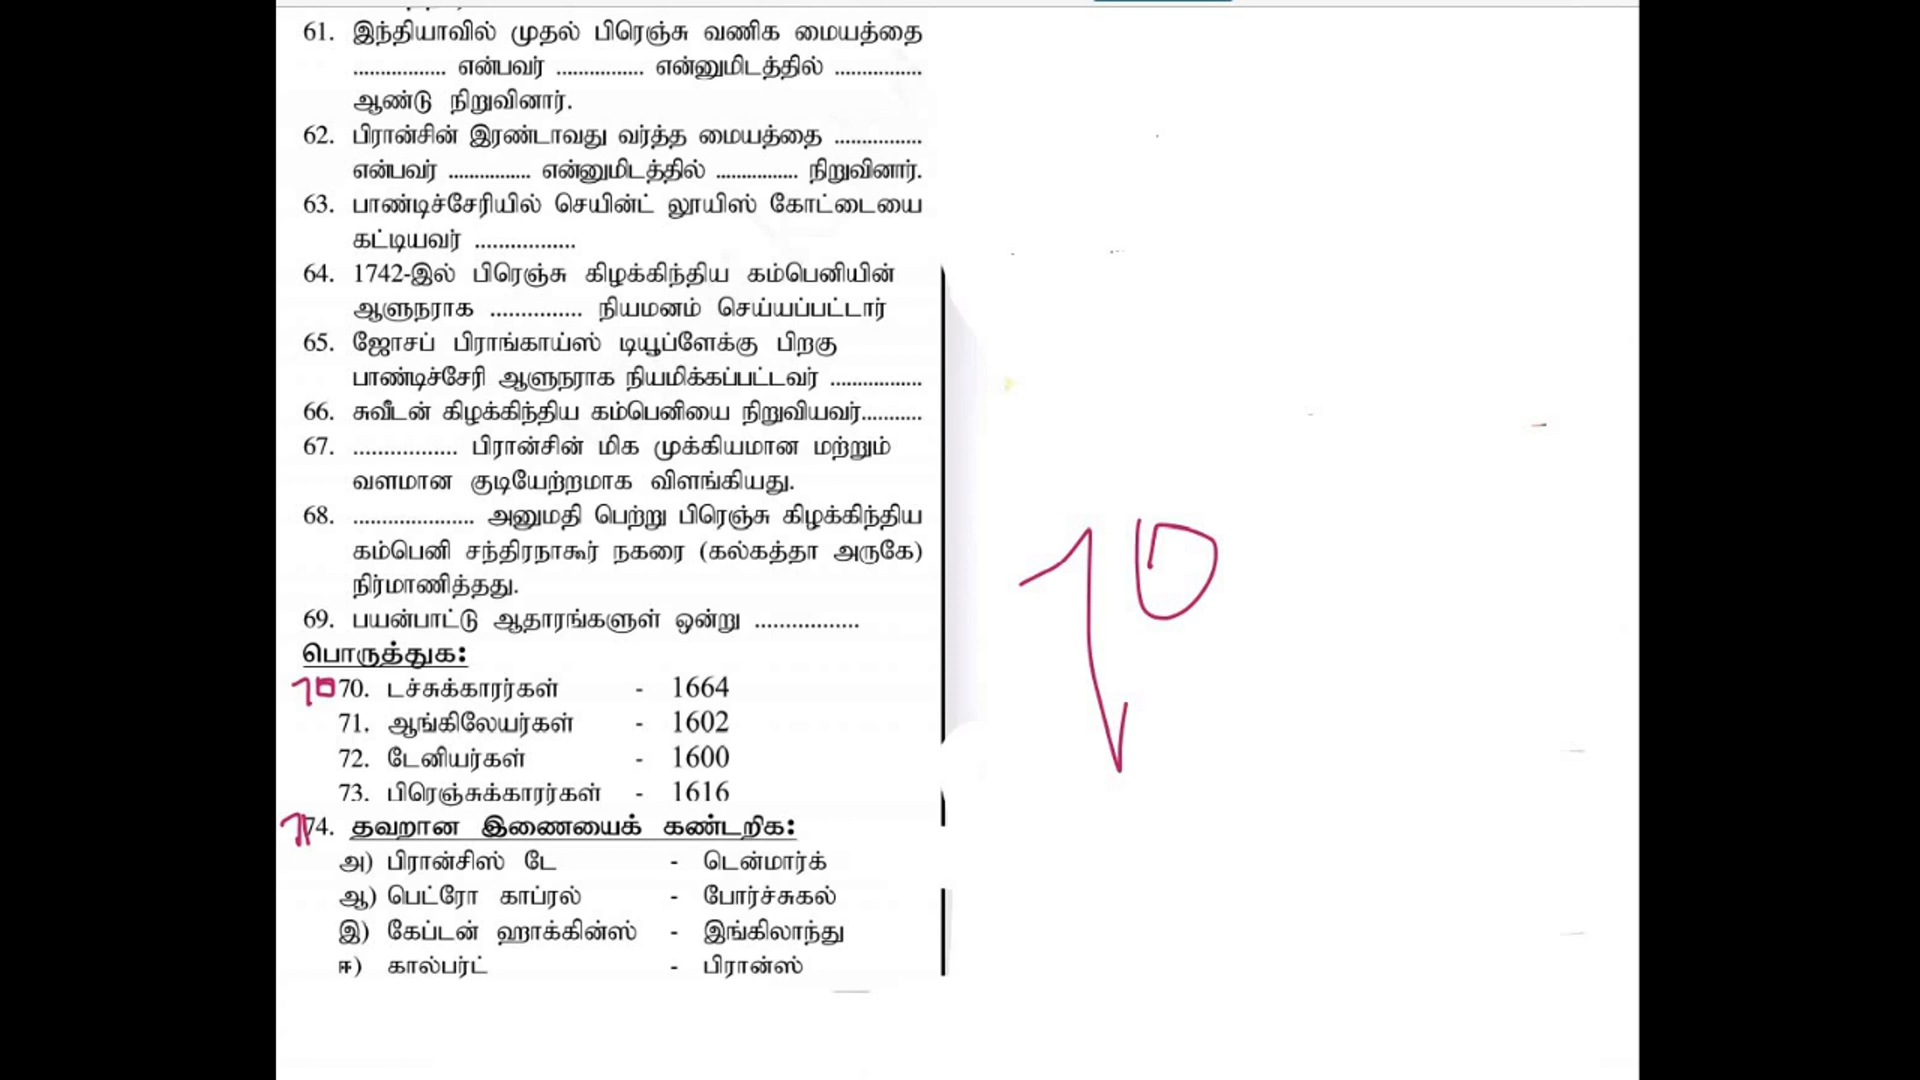 61. இந்தியாவில் முதல் பிரெஞ்சு வணிக மையத்தை
............... என்பவர் .............. என்னுமிடத்தில் ..............
ஆண்டு நிறுவினார்.
62. பிரான்சின் இரண்டாவது வர்த்த மையத்தை ..............
என்பவர் ............. என்னுமிடத்தில் ............. நிறுவினார்.
63. பாண்டிச்சேரியில் செயின்ட் லூயிஸ் கோட்டையை
கட்டியவர் ................
64. 1742-இல் பிரெஞ்சு கிழக்கிந்திய கம்பெனியின்
ஆளுநராக ............... நியமனம் செய்யப்பட்டார்
65. ஜோசப் பிராங்காய்ஸ் டியூப்ளேக்கு பிறகு
பாண்டிச்சேரி ஆளுநராக நியமிக்கப்பட்டவர் ...............
66. சுவீடன் கிழக்கிந்திய கம்பெனியை நிறுவியவர்..........
67. ................. பிரான்சின் மிக முக்கியமான மற்றும்
வளமான குடியேற்றமாக விளங்கியது.
68. .................... அனுமதி பெற்று பிரெஞ்சு கிழக்கிந்திய
கம்பெனி சந்திரநாகூர் நகரை (கல்கத்தா அருகே)
நிர்மாணித்தது.
69. பயன்பாட்டு ஆதாரங்களுள் ஒன்று .................
பொருத்துக:
70 70. டச்சுக்காரர்கள் - 1664
71. ஆங்கிலேயர்கள் - 1602
72. டேனியர்கள் - 1600
73. பிரெஞ்சுக்காரர்கள் - 1616
71 74. தவறான இணையைக் கண்டறிக:
அ) பிரான்சிஸ் டே - டென்மார்க்
ஆ) பெட்ரோ காப்ரல் - போர்ச்சுகல்
இ) கேப்டன் ஹாக்கின்ஸ் - இங்கிலாந்து
ஈ) கால்பர்ட் - பிரான்ஸ்
70